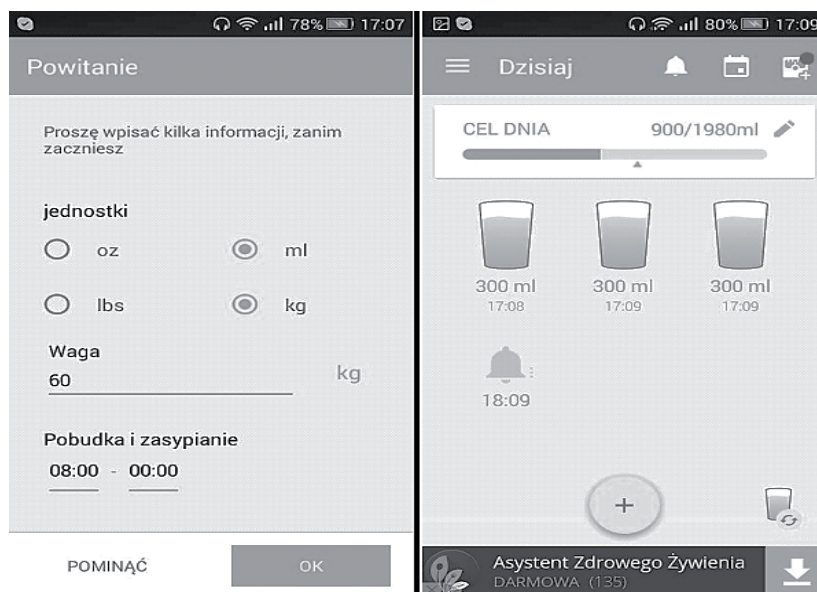 78% 17:07
Powitanie
Proszę wpisać kilka informacji, zanim
zaczniesz
jednostki
oz ml
lbs kg
Waga
60 kg
Pobudka i zasypianie
08:00 - 00:00
POMINĄĆ OK
80% 17:09
Dzisiaj
CEL DNIA 900/1980ml
300 ml 300 ml 300 ml
17:08 17:09 17:09
18:09
+
Asystent Zdrowego Żywienia
DARMOWA (135)